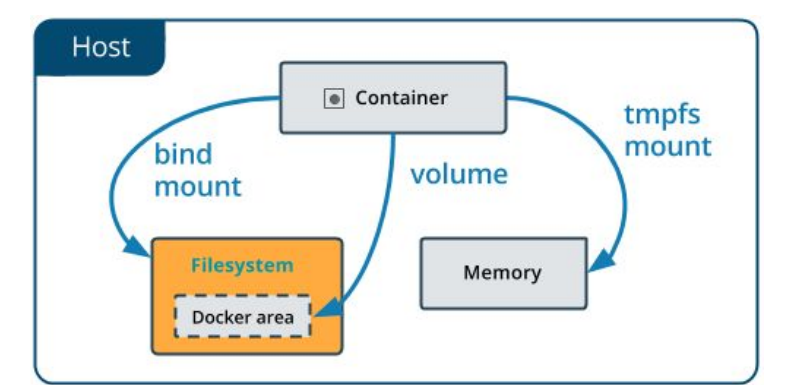 Host
Container
bind
mount
volume
tmpfs
mount
Filesystem
Docker area
Memory